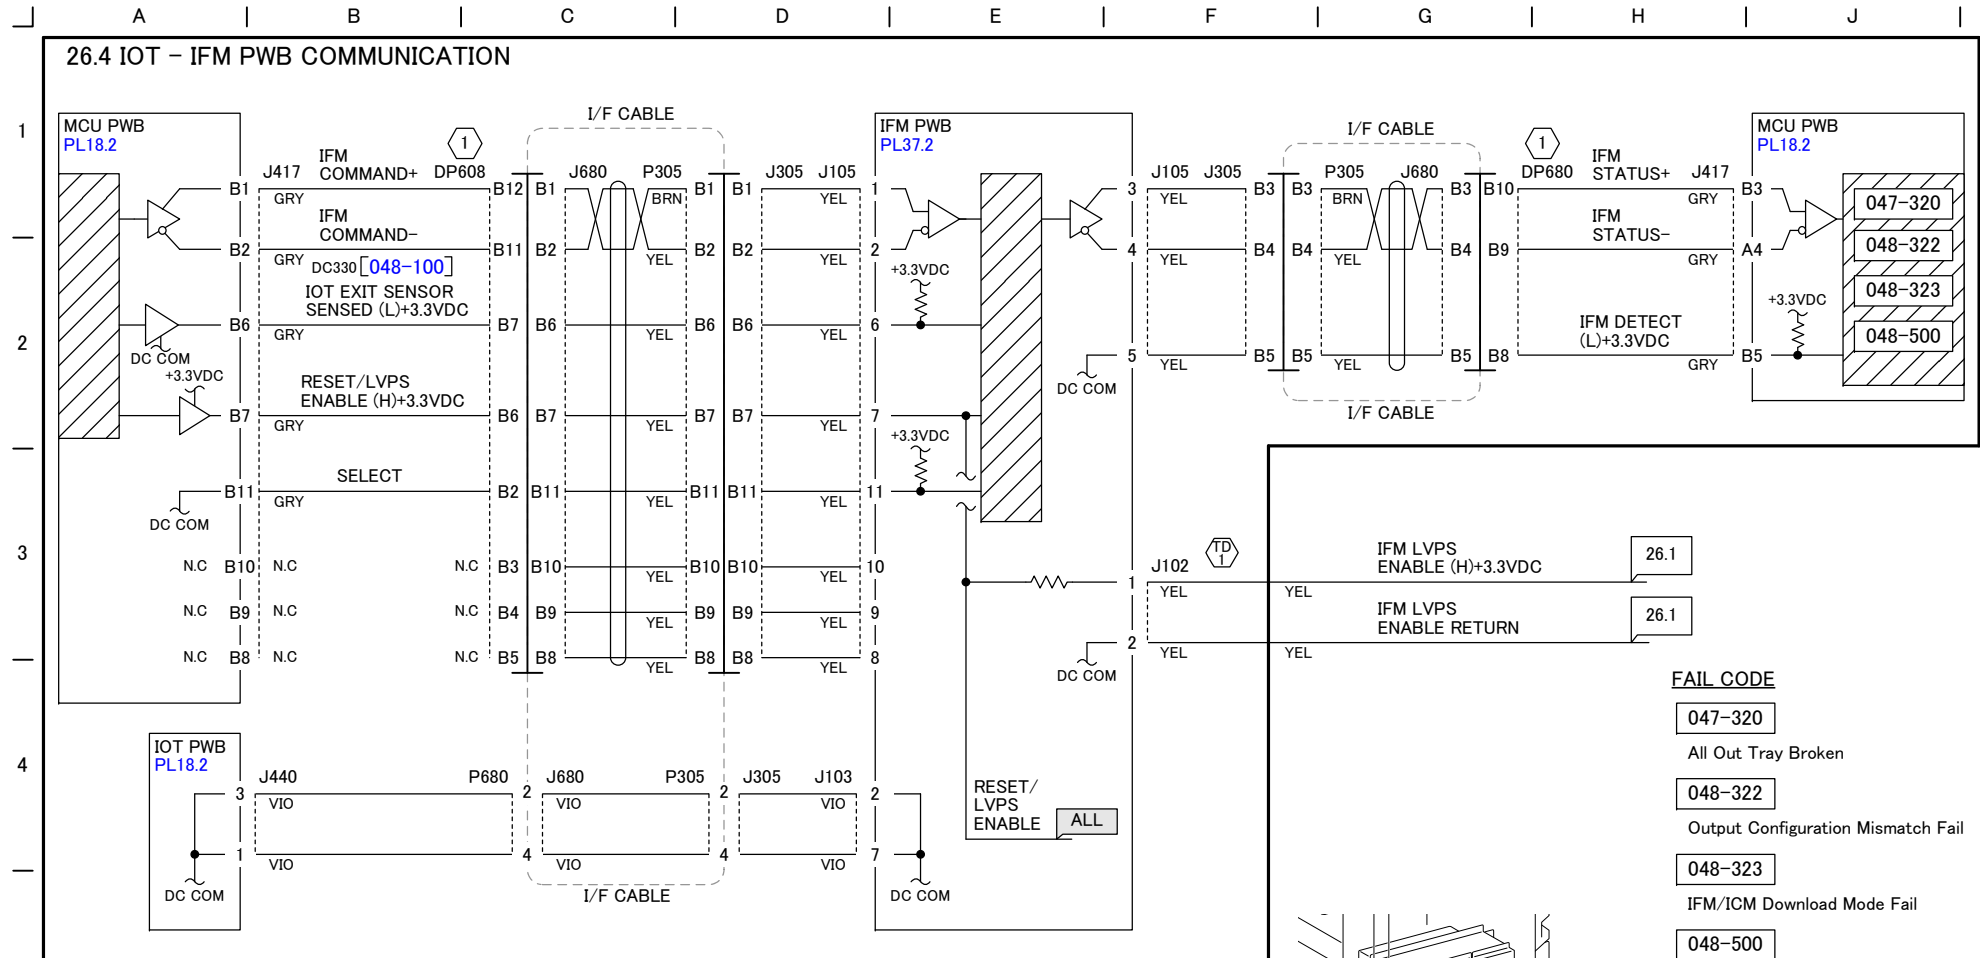 A B C D E F G H J
26.4 IOT - IFM PWB COMMUNICATION
1
2
3
4
MCU PWB
PL18.2
B1
B2
B6
DC COM
+3.3VDC
B7
B11
DC COM
N.C B10 N.C N.C B3 B10
N.C B9 N.C N.C B4 B9
N.C B8 N.C N.C B5 B8
J417
IFM
COMMAND+
1
DP608
GRY
IFM
COMMAND-
GRY
DC330 [048-100]
IOT EXIT SENSOR
SENSED (L)+3.3VDC
GRY
RESET/LVPS
ENABLE (H)+3.3VDC
GRY
SELECT
GRY
I/F CABLE
J680 P305 J305 J105
B12 B1 BRN B1 B1 YEL 1
B11 B2 YEL B2 B2 YEL 2
B7 B6 YEL B6 B6 YEL 6
B6 B7 YEL B7 B7 YEL 7
B2 B11 YEL B11 B11 YEL 11
YEL B10 B10 YEL 10
YEL B9 B9 YEL 9
YEL B8 B8 YEL 8
IFM PWB
PL37.2
+3.3VDC
+3.3VDC
3
4
5
DC COM
1
2
DC COM
RESET/
LVPS
ENABLE
ALL
J105 J305
YEL B3 B3
YEL B4 B4
YEL B5 B5
I/F CABLE
P305 J680
BRN B3 B10
YEL B4 B9
YEL B5 B8
I/F CABLE
1
DP680
IFM
STATUS+
J417
GRY
B3
IFM
STATUS-
GRY
A4
IFM DETECT
(L)+3.3VDC
GRY
B5
MCU PWB
PL18.2
+3.3VDC
047-320
048-322
048-323
048-500
J102
TD
1
YEL YEL
IFM LVPS
ENABLE (H)+3.3VDC
26.1
YEL YEL
IFM LVPS
ENABLE RETURN
26.1
IOT PWB
PL18.2
J440 P680 J680 P305 J305 J103
3 VIO 2 VIO 2 VIO 2
1 VIO 4 VIO 4 VIO 7
DC COM
I/F CABLE
DC COM
FAIL CODE
047-320
All Out Tray Broken
048-322
Output Configuration Mismatch Fail
048-323
IFM/ICM Download Mode Fail
048-500